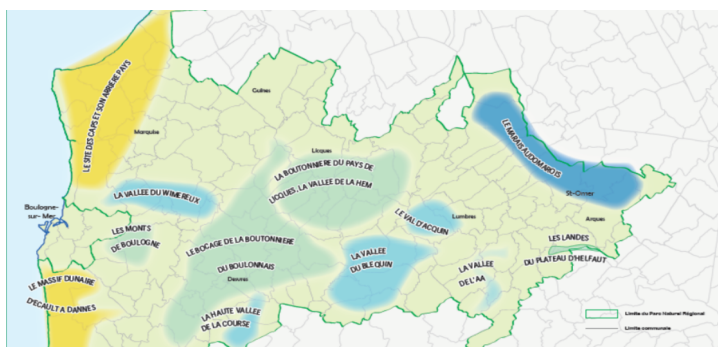 LE SITE DES CAPS ET SON ARRIERE PAYS
Guînes
Marquise
LE MARAIS AUDOMAROIS
Licques
LA BOUTONNIERE DU PAYS DE
LICQUES, LA VALLEE DE LA HEM
LA VALLEE DU WIMEREUX
St-Omer
Boulogne-
sur-Mer
LE VAL D'ACQUIN
Lumbres
Arques
LES MONTS
DE BOULOGNE
LE BOCAGE DE LA BOUTONNIERE
DU BOULONNAIS
LES LANDES
DU PLATEAU D'HELFAUT
LA VALLEE
DU BLEQUIN
LA VALLEE
DE L'AA
LE MASSIF DUNAIRE
D'ECAULT A DANNES
Desvres
LA HAUTE VALLEE
DE LA COURSE
Limite du Parc Naturel Régional
Limite communale